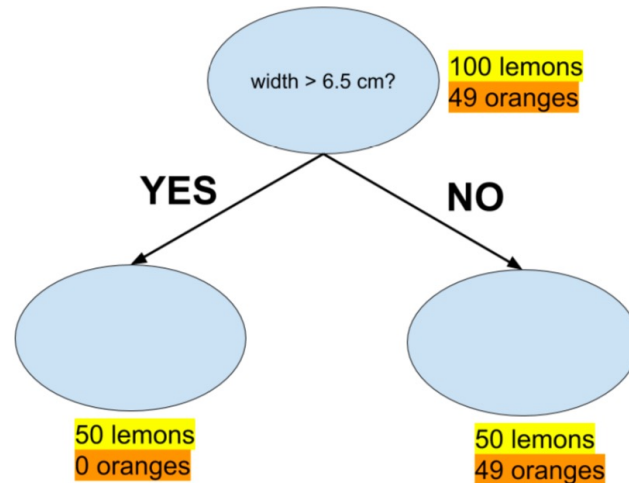 width > 6.5 cm?
100 lemons
49 oranges
YES
NO
50 lemons
0 oranges
50 lemons
49 oranges